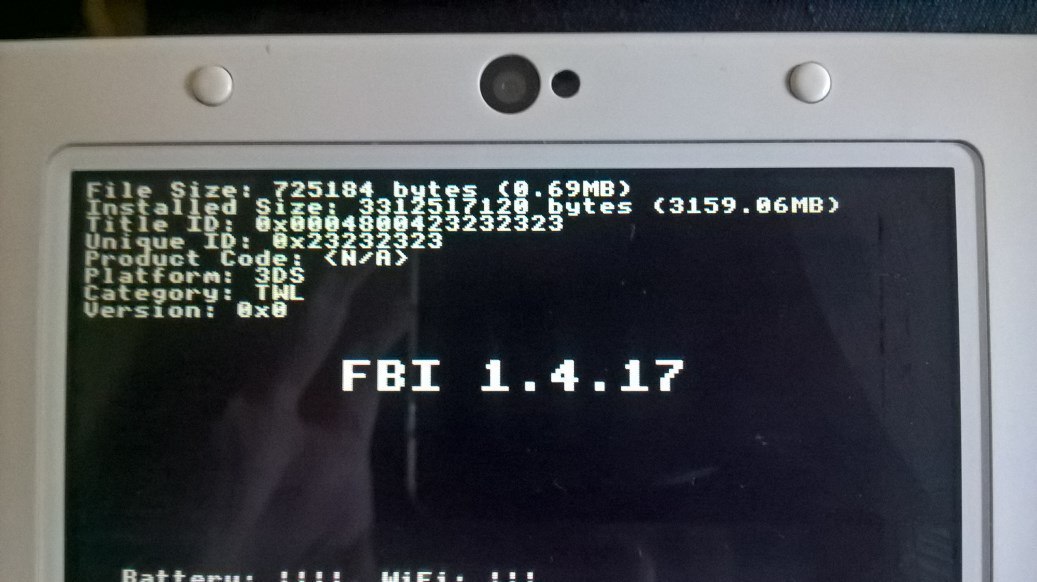 File Size: 725184 bytes (0.69MB)
Installed Size: 3312517120 bytes (3159.06MB)
Title ID: 0x0004800423232323
Unique ID: 0x23232323
Product Code: <N/A>
Platform: 3DS
Category: TWL
Version: 0x0
FBI 1.4.17
Battery: !!!!, WiFi: !!!